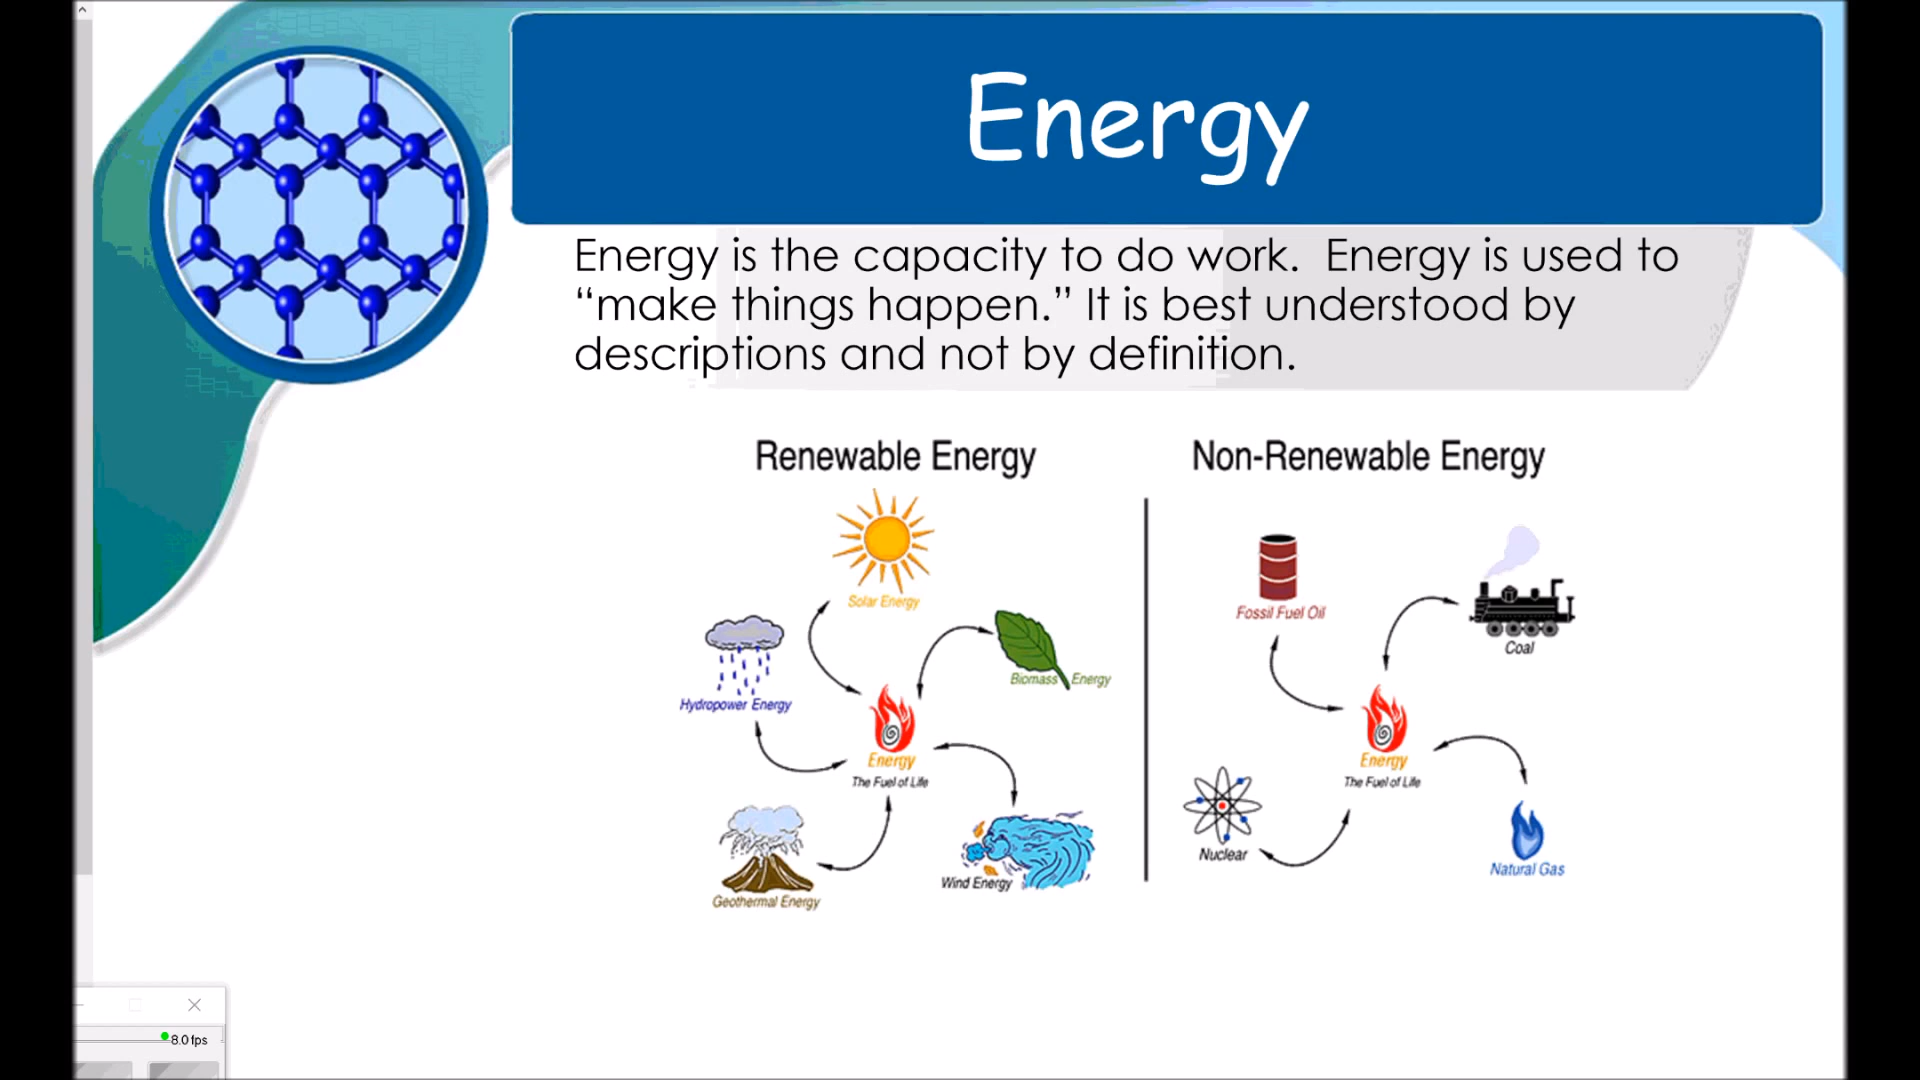 Energy
Energy is the capacity to do work.  Energy is used to
“make things happen.” It is best understood by
descriptions and not by definition.
Renewable Energy
Non-Renewable Energy
Solar Energy
Fossil Fuel Oil
Coal
Biomass Energy
Hydropower Energy
Energy
The Fuel of Life
Energy
The Fuel of Life
Nuclear
Natural Gas
Wind Energy
Geothermal Energy
8.0 fps